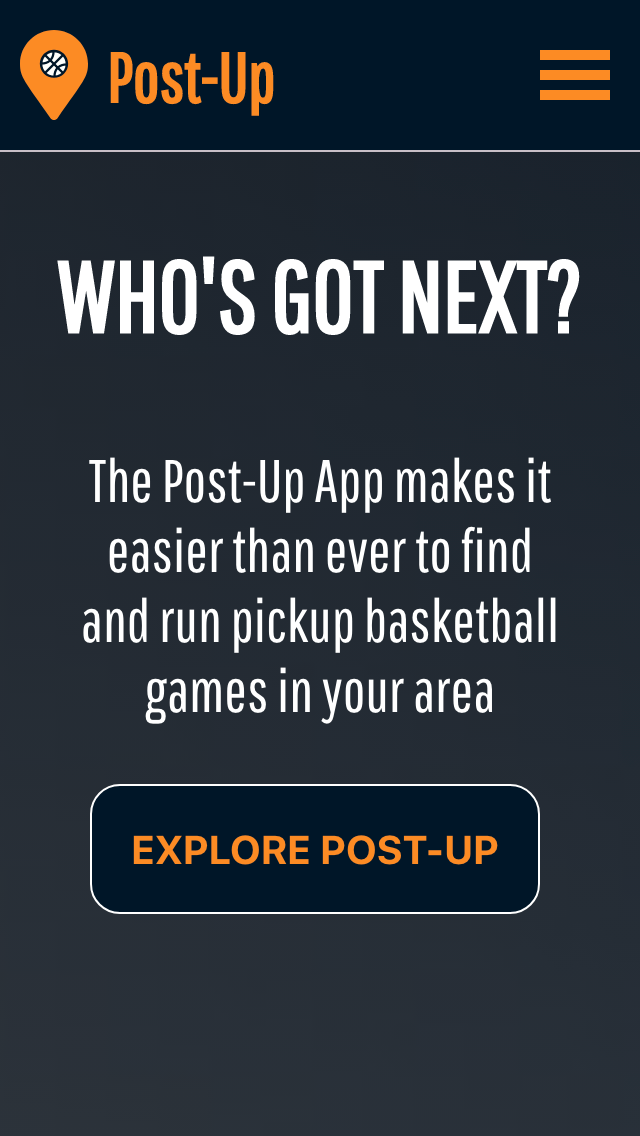 Post-Up
WHO'S GOT NEXT?
The Post-Up App makes it
easier than ever to find
and run pickup basketball
games in your area
EXPLORE POST-UP